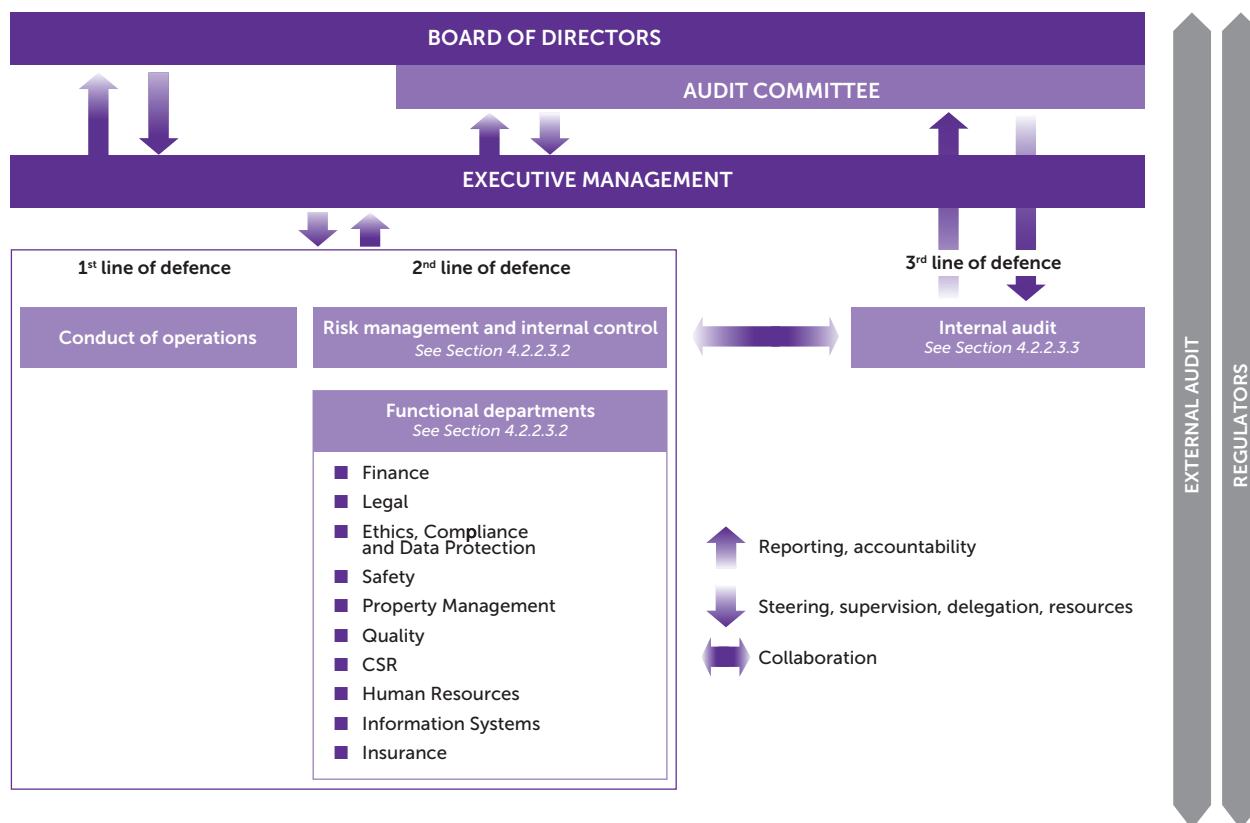 BOARD OF DIRECTORS
AUDIT COMMITTEE
EXECUTIVE MANAGEMENT
1st line of defence
2nd line of defence
3rd line of defence
Conduct of operations
Risk management and internal control
See Section 4.2.2.3.2
Internal audit
See Section 4.2.2.3.3
Functional departments
See Section 4.2.2.3.2
Finance
Legal
Ethics, Compliance
and Data Protection
Safety
Property Management
Quality
CSR
Human Resources
Information Systems
Insurance
Reporting, accountability
Steering, supervision, delegation, resources
Collaboration
EXTERNAL AUDIT
REGULATORS